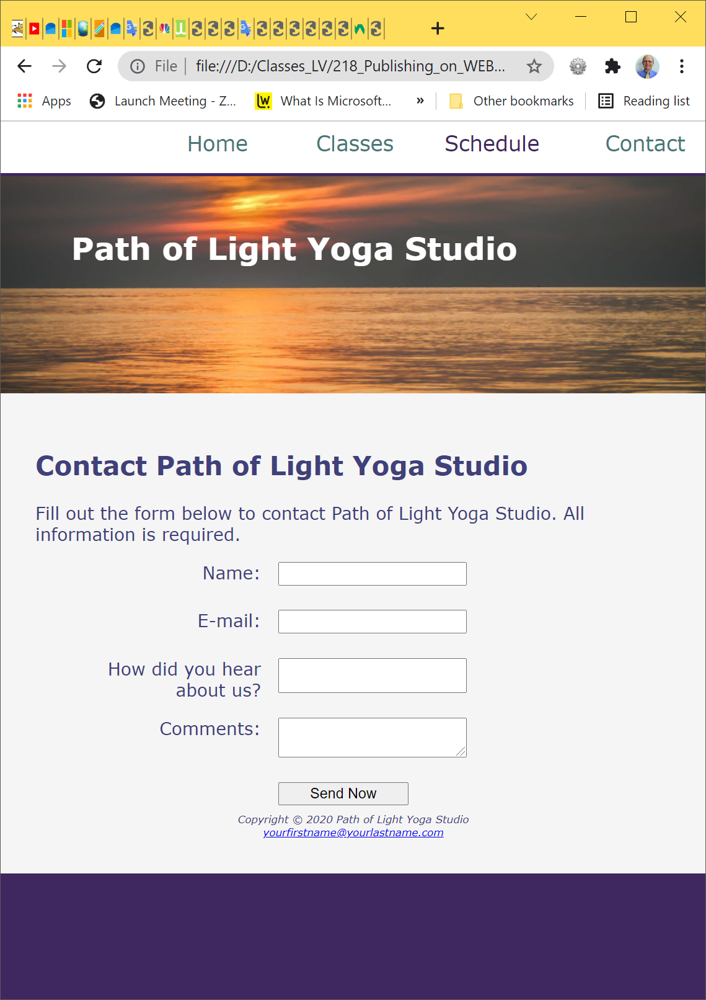 File | file:///D:/Classes_LV/218_Publishing_on_WEB...
Apps Launch Meeting - Z... What Is Microsoft... » Other bookmarks Reading list
Home Classes Schedule Contact
Path of Light Yoga Studio
Contact Path of Light Yoga Studio
Fill out the form below to contact Path of Light Yoga Studio. All
information is required.
Name:
E-mail:
How did you hear
about us?
Comments:
Send Now
Copyright © 2020 Path of Light Yoga Studio
yourfirstname@yourlastname.com